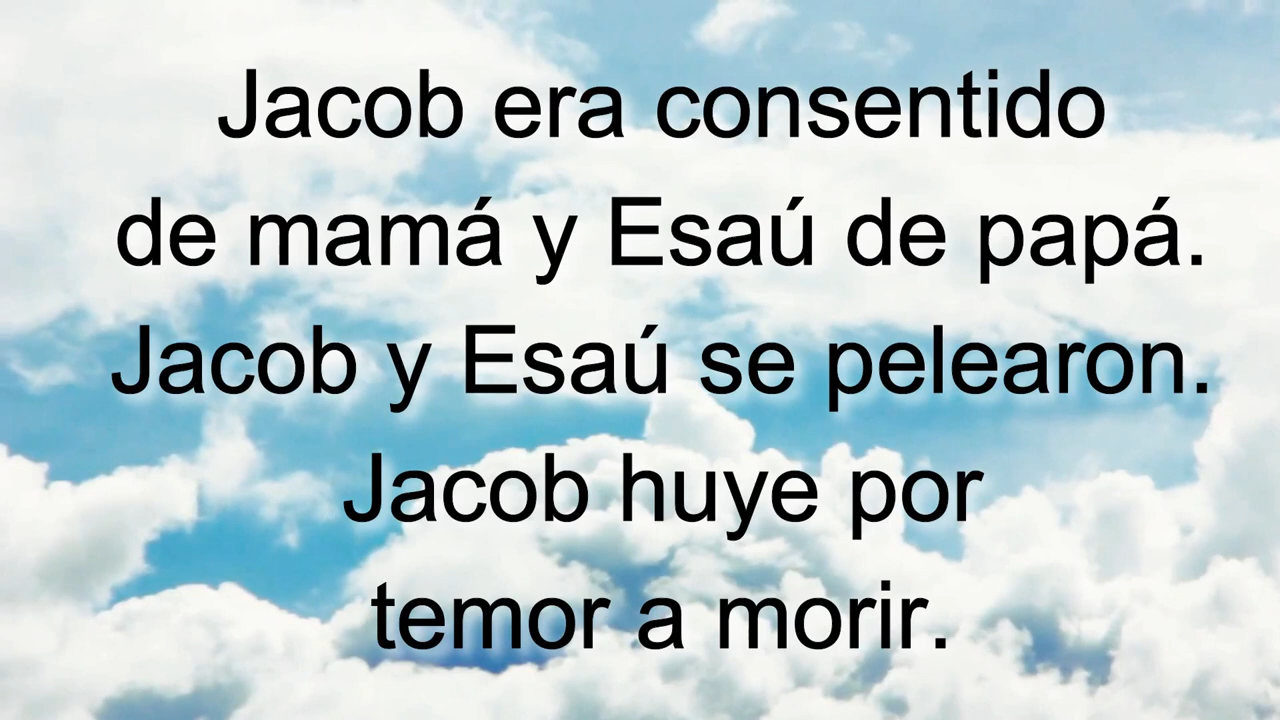 Jacob era consentido
de mamá y Esaú de papá.
Jacob y Esaú se pelearon.
Jacob huye por
temor a morir.